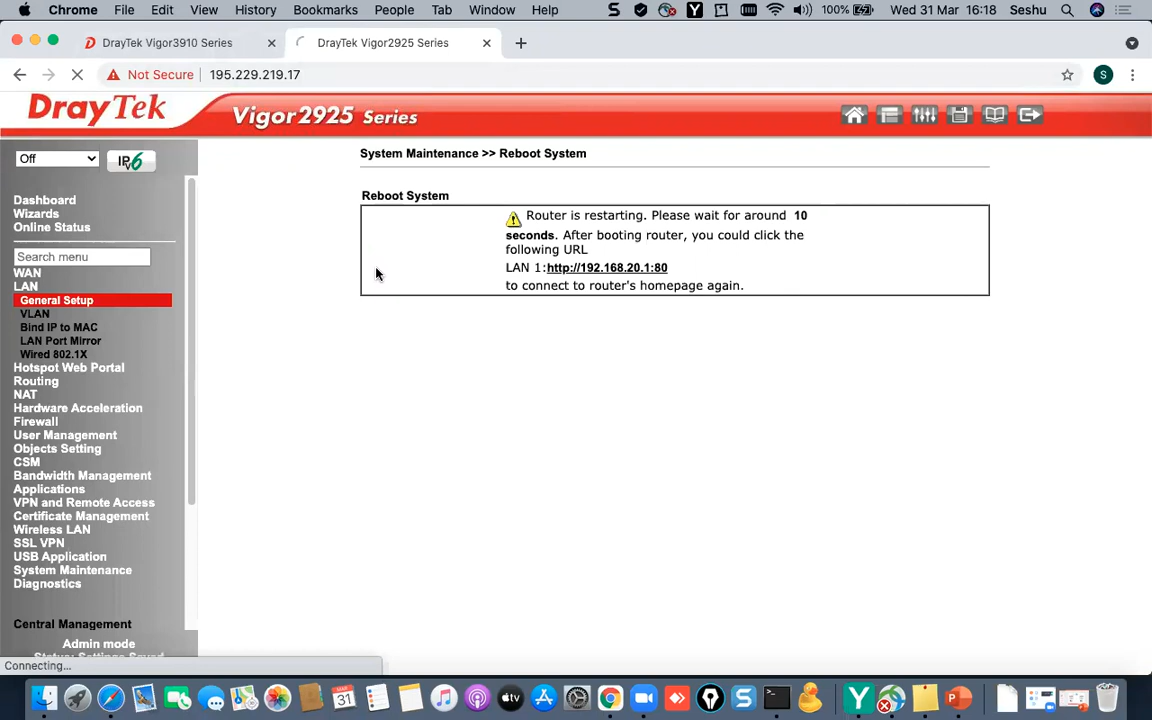 Chrome File Edit View History Bookmarks People Tab Window Help
100% Wed 31 Mar 16:18 Seshu
DrayTek Vigor3910 Series
DrayTek Vigor2925 Series
Not Secure 195.229.219.17
S
DrayTek Vigor2925 Series
Off
IPv6
Dashboard
Wizards
Online Status
Search menu
WAN
LAN
General Setup
VLAN
Bind IP to MAC
LAN Port Mirror
Wired 802.1X
Hotspot Web Portal
Routing
NAT
Hardware Acceleration
Firewall
User Management
Objects Setting
CSM
Bandwidth Management
Applications
VPN and Remote Access
Certificate Management
Wireless LAN
SSL VPN
USB Application
System Maintenance
Diagnostics
Central Management
Admin mode
Status: Settings Saved
System Maintenance >> Reboot System
Reboot System
Router is restarting. Please wait for around 10
seconds. After booting router, you could click the
following URL
LAN 1:http://192.168.20.1:80
to connect to router's homepage again.
Connecting...